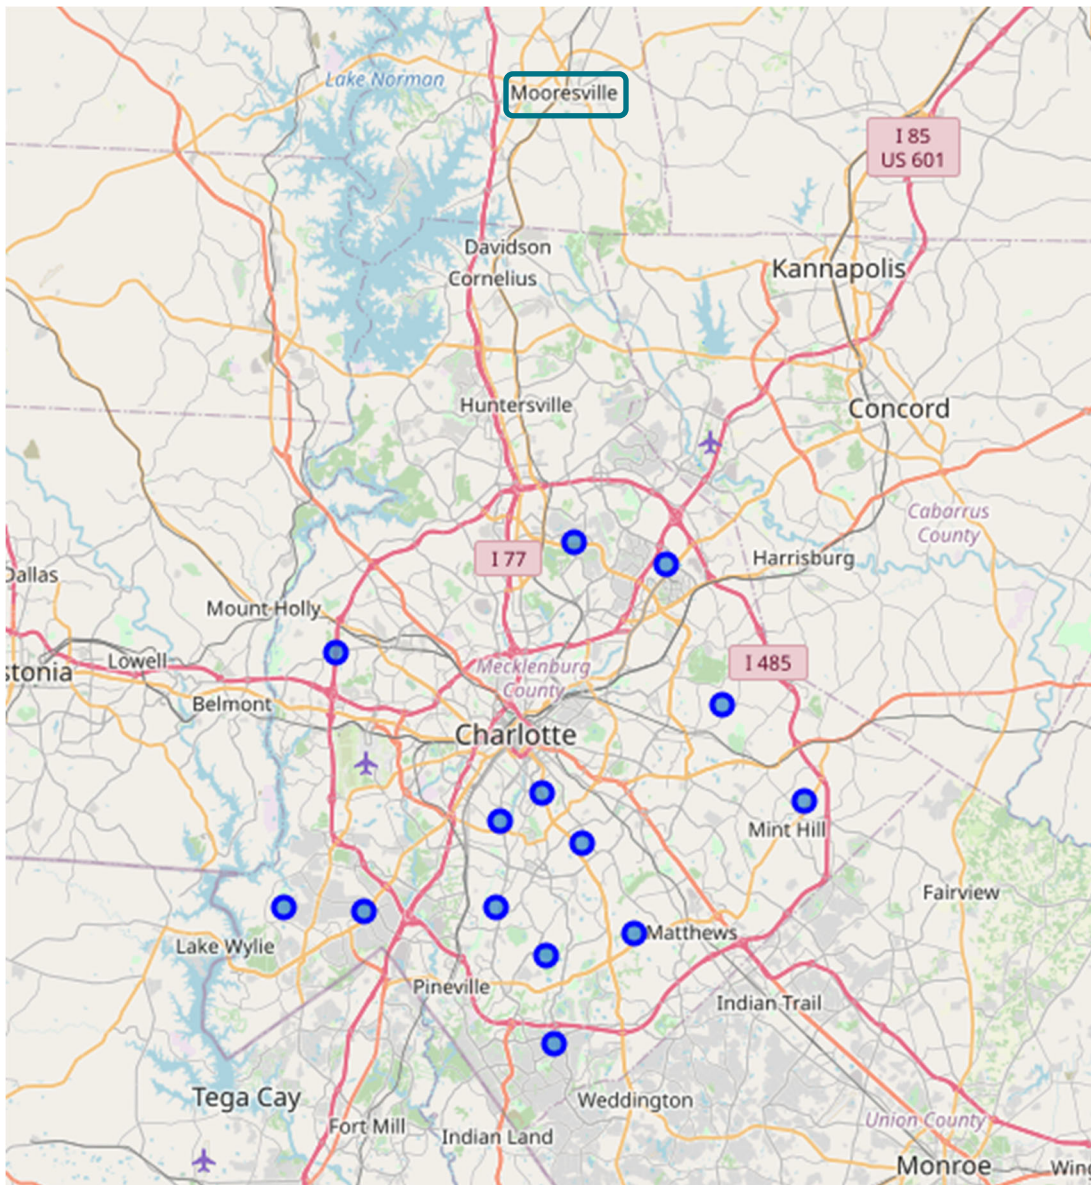 Lake Norman
Mooresville
I 85
US 601
Davidson
Kannapolis
Cornelius
Huntersville
Concord
Cabarrus
County
I 77
Harrisburg
Dallas
Mount Holly
Mecklenburg
County
I 485
Lowell
stonia
Belmont
Charlotte
Mint Hill
Fairview
Matthews
Lake Wylie
Pineville
Indian Trail
Tega Cay
Weddington
Fort Mill
Indian Land
Union County
Monroe
Wing